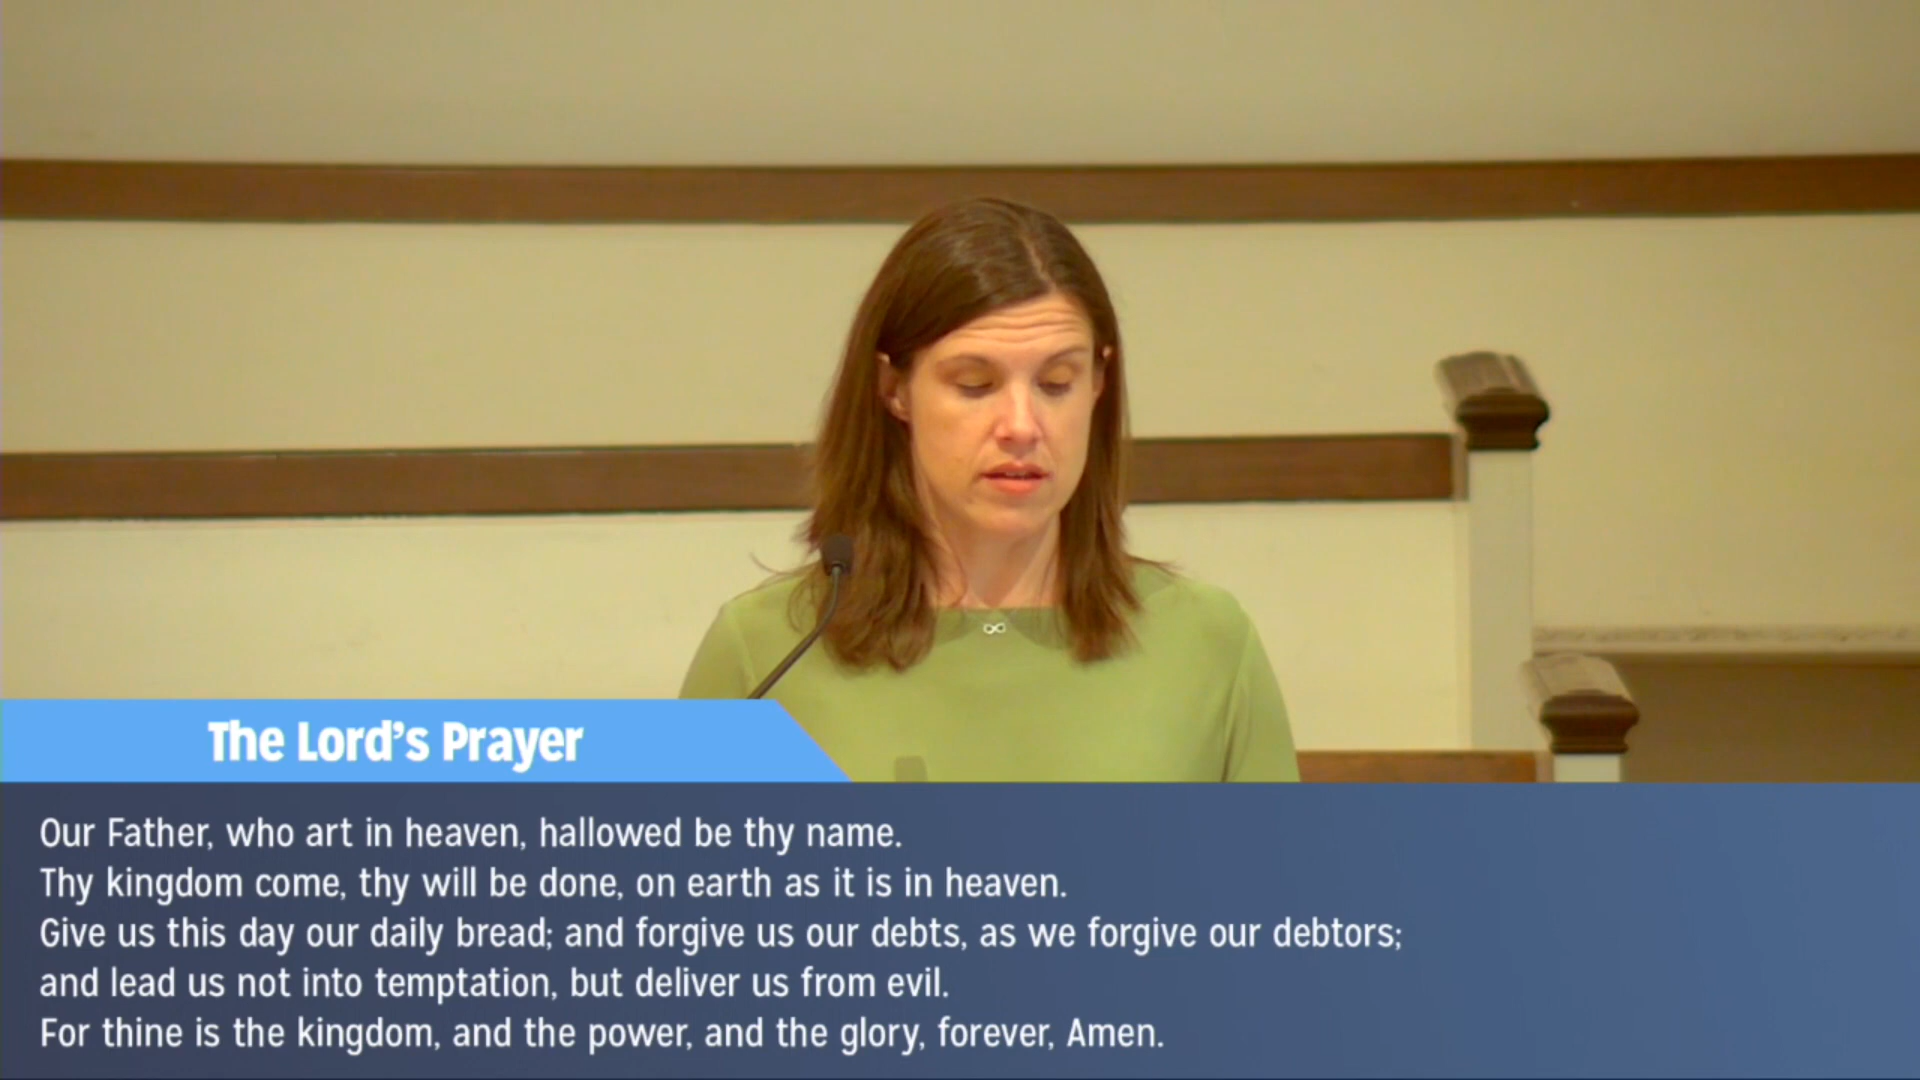 The Lord's Prayer
Our Father, who art in heaven, hallowed be thy name.
Thy kingdom come, thy will be done, on earth as it is in heaven.
Give us this day our daily bread; and forgive us our debts, as we forgive our debtors;
and lead us not into temptation, but deliver us from evil.
For thine is the kingdom, and the power, and the glory, forever, Amen.